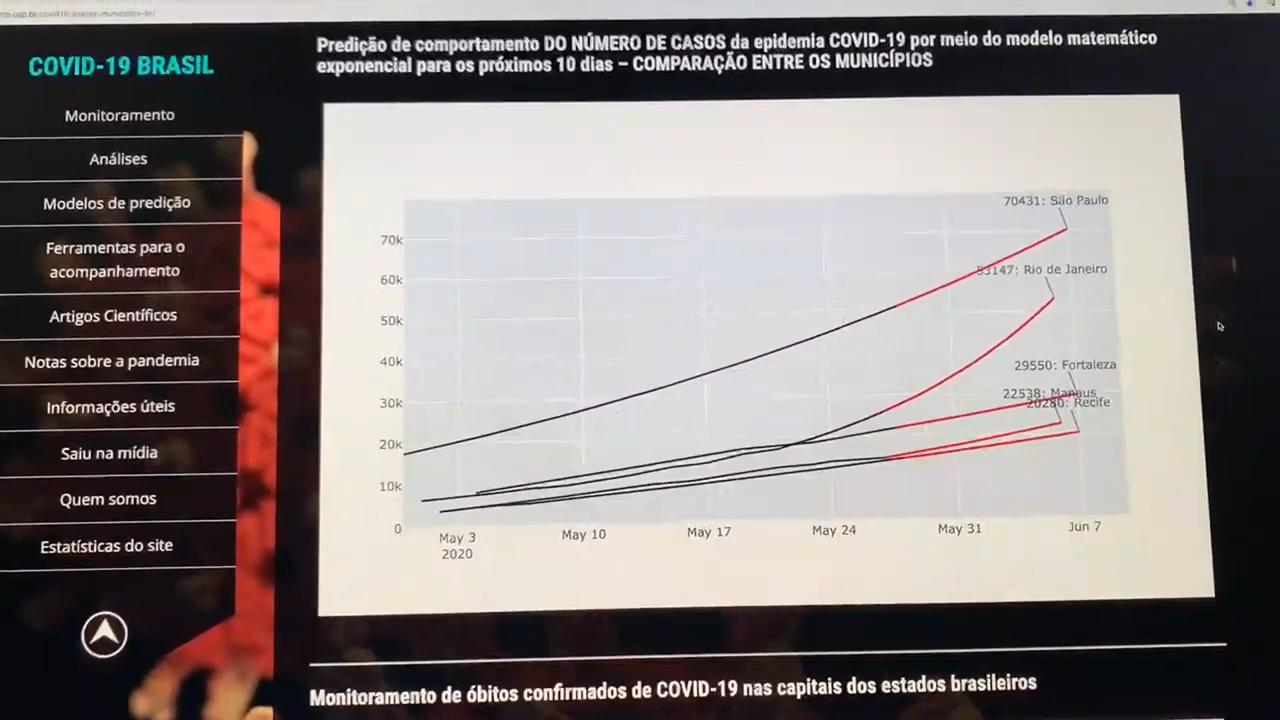 COVID-19 BRASIL
Monitoramento
Análises
Modelos de predição
Ferramentas para o
acompanhamento
Artigos Científicos
Notas sobre a pandemia
Informações úteis
Saiu na mídia
Quem somos
Estatísticas do site
Predição de comportamento DO NÚMERO DE CASOS da epidemia COVID-19 por meio do modelo matemático
exponencial para os próximos 10 dias – COMPARAÇÃO ENTRE OS MUNICÍPIOS
70431: São Paulo
53147: Rio de Janeiro
29550: Fortaleza
22538: Manaus
20280: Recife
70k
60k
50k
40k
30k
20k
10k
0
May 3
2020
May 10
May 17
May 24
May 31
Jun 7
Monitoramento de óbitos confirmados de COVID-19 nas capitais dos estados brasileiros